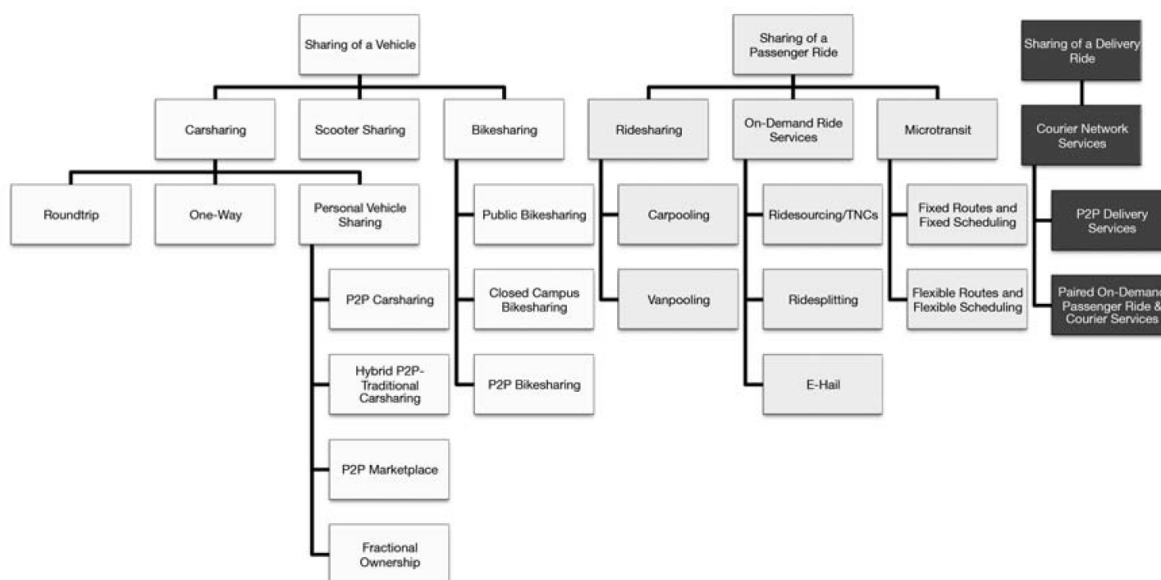 Sharing of a Vehicle
Sharing of a
Passenger Ride
Sharing of a Delivery
Ride
Carsharing
Scooter Sharing
Bikesharing
Ridesharing
On-Demand Ride
Services
Microtransit
Courier Network
Services
Roundtrip
One-Way
Personal Vehicle
Sharing
Public Bikesharing
Carpooling
Ridesourcing/TNCs
Fixed Routes and
Fixed Scheduling
P2P Delivery
Services
P2P Carsharing
Closed Campus
Bikesharing
Vanpooling
Ridesplitting
Flexible Routes and
Flexible Scheduling
Paired On-Demand
Passenger Ride &
Courier Services
Hybrid P2P-
Traditional
Carsharing
P2P Bikesharing
E-Hail
P2P Marketplace
Fractional
Ownership